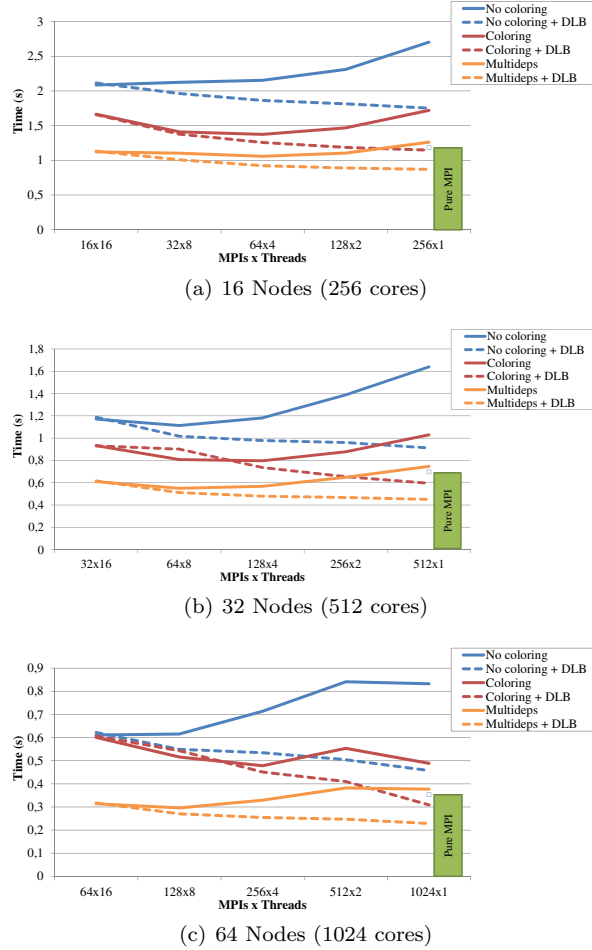 No coloring
No coloring + DLB
Coloring
Coloring + DLB
Multideps
Multideps + DLB
Time (s)
3
2,5
2
1,5
1
0,5
0
Pure MPI
16x16 32x8 64x4 128x2 256x1
MPIs x Threads
(a) 16 Nodes (256 cores)
No coloring
No coloring + DLB
Coloring
Coloring + DLB
Multideps
Multideps + DLB
Time (s)
1,8
1,6
1,4
1,2
1
0,8
0,6
0,4
0,2
0
Pure MPI
32x16 64x8 128x4 256x2 512x1
MPIs x Threads
(b) 32 Nodes (512 cores)
No coloring
No coloring + DLB
Coloring
Coloring + DLB
Multideps
Multideps + DLB
Time (s)
0,9
0,8
0,7
0,6
0,5
0,4
0,3
0,2
0,1
0
Pure MPI
64x16 128x8 256x4 512x2 1024x1
MPIs x Threads
(c) 64 Nodes (1024 cores)